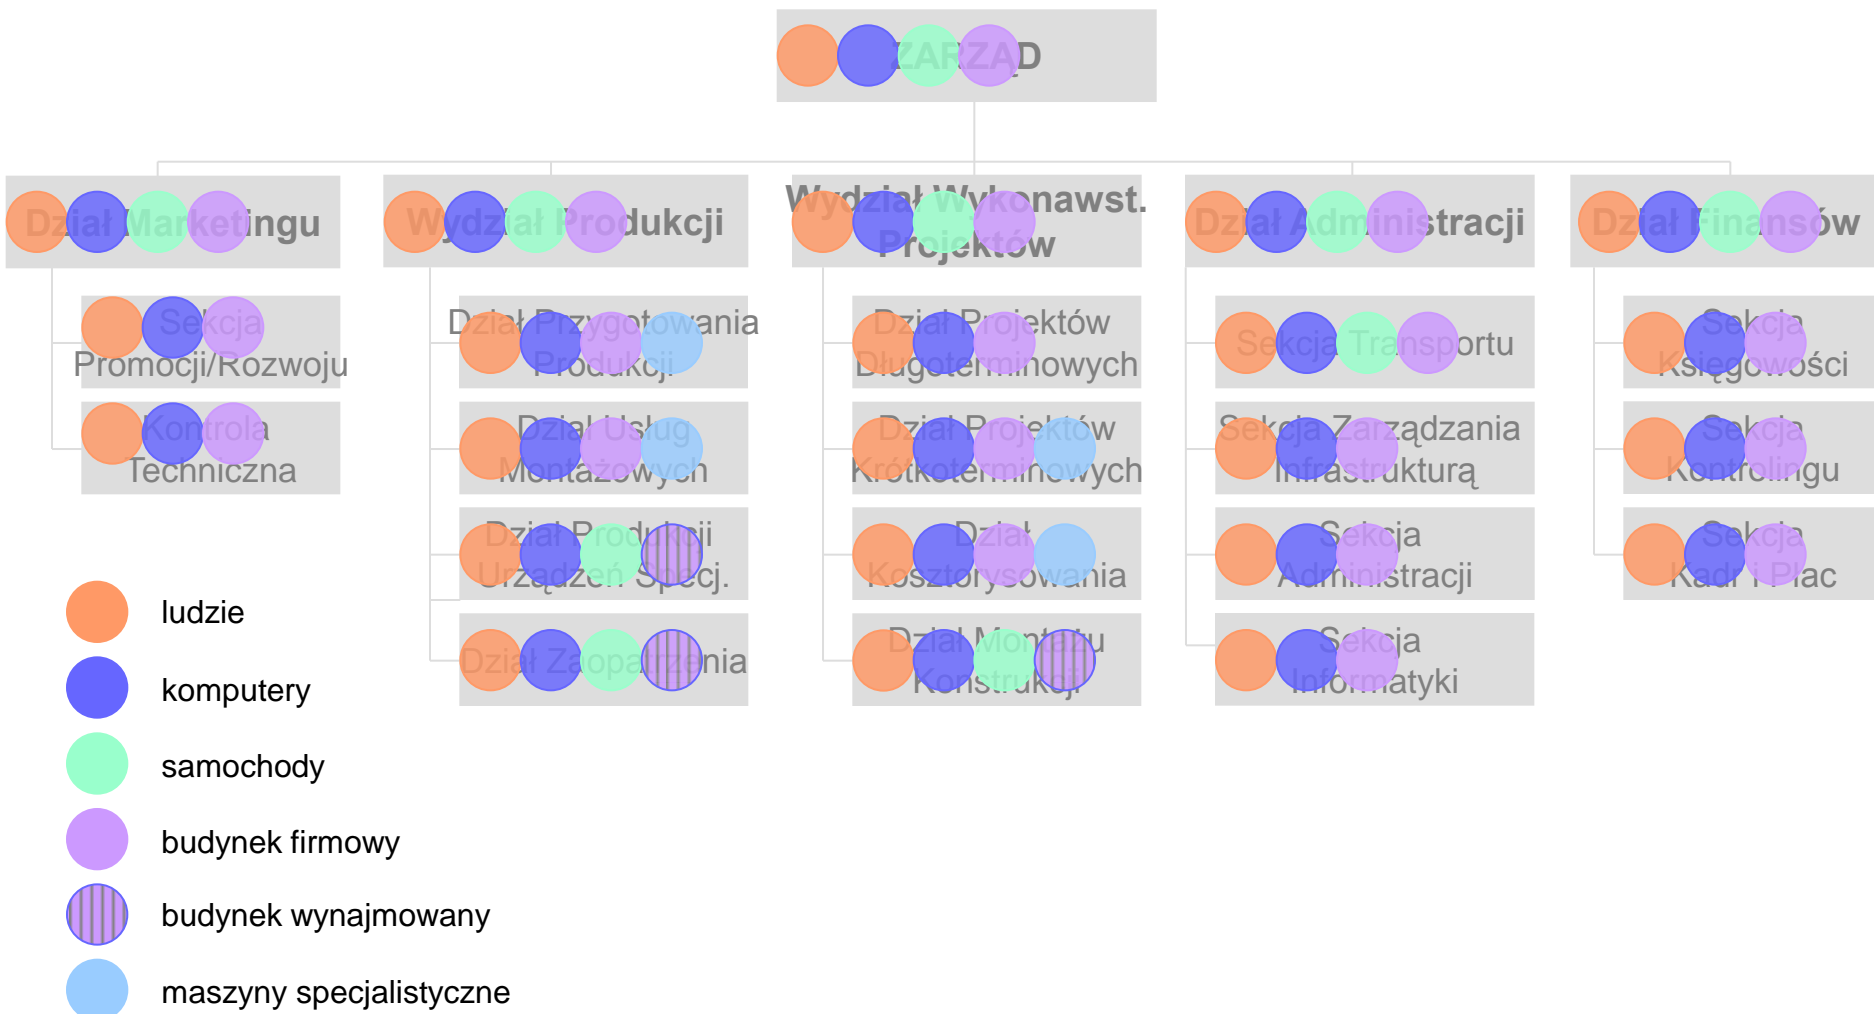 ZARZĄD
Dział Marketingu
Wydział Produkcji
Wydział Wykonawst.
Projektów
Dział Administracji
Dział Finansów
Sekcja
Promocji/Rozwoju
Kontrola
Techniczna
Dział Przygotowania
Produkcji
Dział Usług
Montażowych
Dział Produkcji
Urządzeń Specj.
Dział Zaopatrzenia
Dział Projektów
Długoterminowych
Dział Projektów
Krótkoterminowych
Dział
Kosztorysowania
Dział Montażu
Konstrukcji
Sekcja Transportu
Sekcja Zarządzania
Infrastrukturą
Sekcja
Administracji
Sekcja
Informatyki
Sekcja
Księgowości
Sekcja
Kontrolingu
Sekcja
Kadr i Płac
ludzie
komputery
samochody
budynek firmowy
budynek wynajmowany
maszyny specjalistyczne